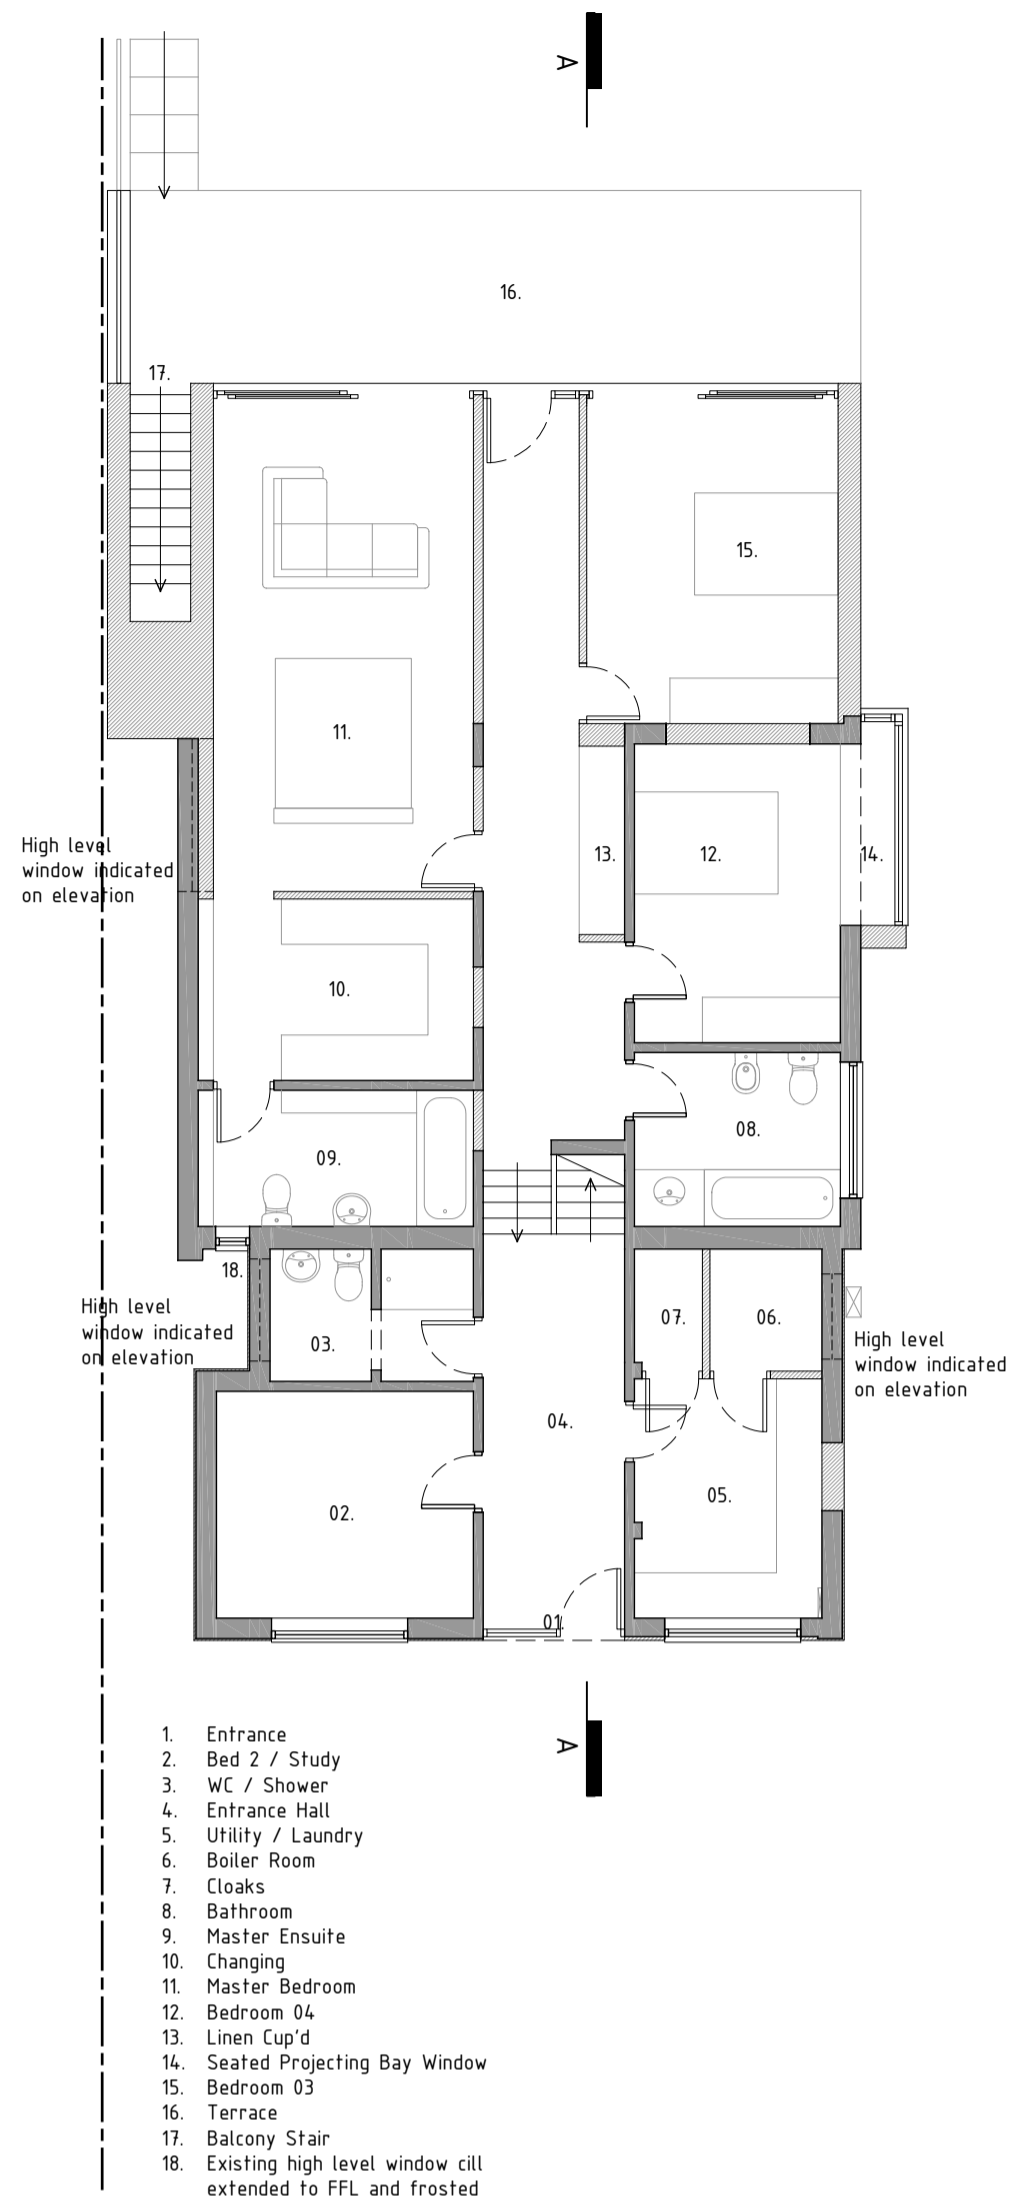 A
16.
17.
15.
11.
High level
window indicated
on elevation
13.
12.
14.
10.
08.
09.
18.
High level
window indicated
on elevation
03.
07.
06.
High level
window indicated
on elevation
04.
05.
02.
01.
A
1. Entrance
2. Bed 2 / Study
3. WC / Shower
4. Entrance Hall
5. Utility / Laundry
6. Boiler Room
7. Cloaks
8. Bathroom
9. Master Ensuite
10. Changing
11. Master Bedroom
12. Bedroom 04
13. Linen Cup'd
14. Seated Projecting Bay Window
15. Bedroom 03
16. Terrace
17. Balcony Stair
18. Existing high level window cill
extended to FFL and frosted